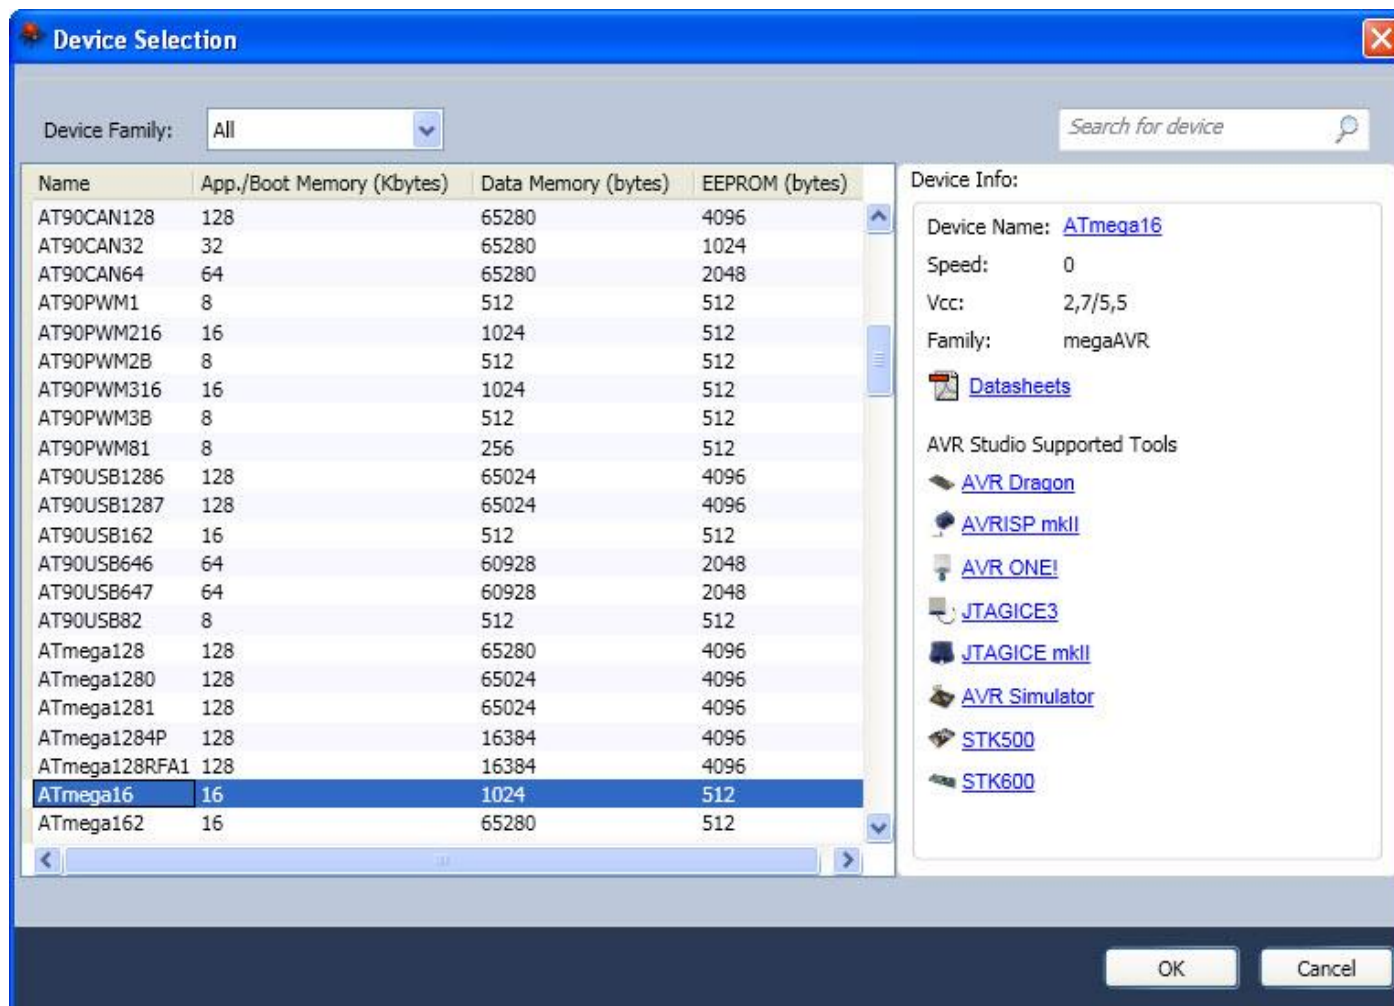 Device Selection
Device Family: All
Search for device
Name App./Boot Memory (Kbytes) Data Memory (bytes) EEPROM (bytes)
AT90CAN128 128 65280 4096
AT90CAN32 32 65280 1024
AT90CAN64 64 65280 2048
AT90PWM1 8 512 512
AT90PWM216 16 1024 512
AT90PWM2B 8 512 512
AT90PWM316 16 1024 512
AT90PWM3B 8 512 512
AT90PWM81 8 256 512
AT90USB1286 128 65024 4096
AT90USB1287 128 65024 4096
AT90USB162 16 512 512
AT90USB646 64 60928 2048
AT90USB647 64 60928 2048
AT90USB82 8 512 512
ATmega128 128 65280 4096
ATmega1280 128 65024 4096
ATmega1281 128 65024 4096
ATmega1284P 128 16384 4096
ATmega128RFA1 128 16384 4096
ATmega16 16 1024 512
ATmega162 16 65280 512
Device Info:
Device Name: ATmega16
Speed: 0
Vcc: 2,7/5,5
Family: megaAVR
Datasheets
AVR Studio Supported Tools
AVR Dragon
AVRISP mkII
AVR ONE!
JTAGICE3
JTAGICE mkII
AVR Simulator
STK500
STK600
OK Cancel